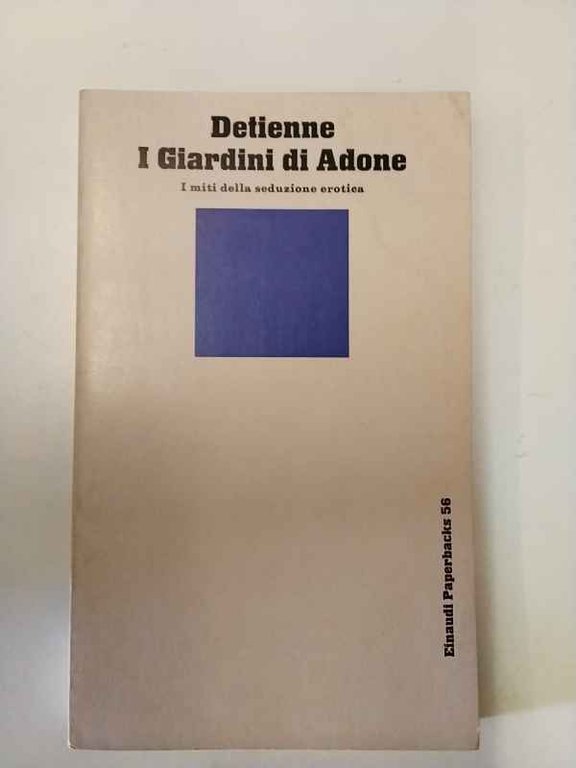 Detienne
I Giardini di Adone
I miti della seduzione erotica
Einaudi Paperbacks 56